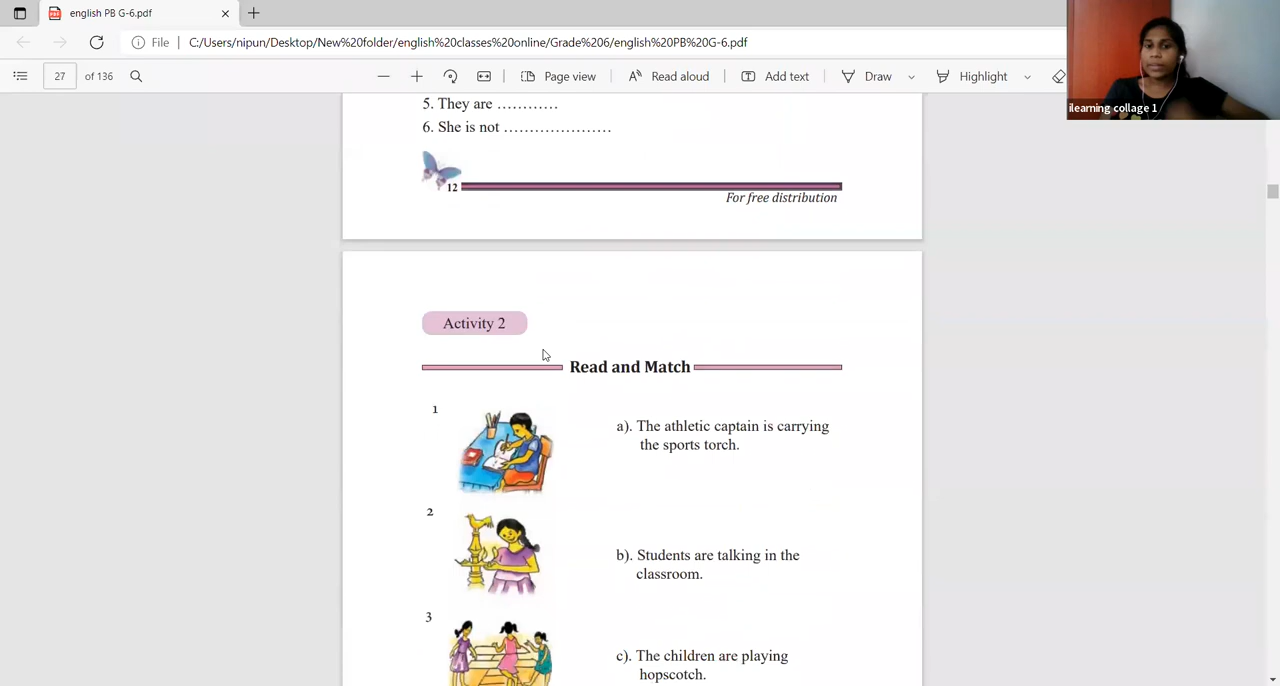 english PB G-6.pdf
File | C:/Users/nipun/Desktop/New%20folder/english%20classes%20online/Grade%206/english%20PB%20G-6.pdf
27 of 136
Page view
Read aloud
Add text
Draw
Highlight
ilearning collage 1
5. They are …………
6. She is not …………………
12
For free distribution
Activity 2
Read and Match
1
a). The athletic captain is carrying
the sports torch.
2
b). Students are talking in the
classroom.
3
c). The children are playing
hopscotch.